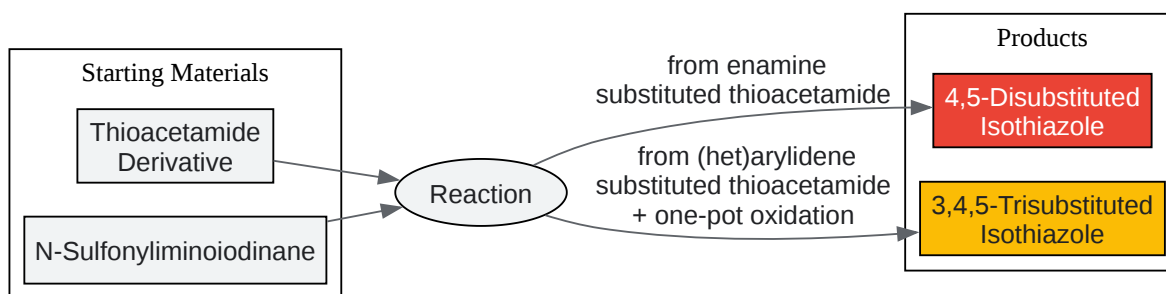 Starting Materials
Thioacetamide
Derivative
N-Sulfonyliminoiodinane
Reaction
from enamine
substituted thioacetamide
from (het)arylidene
substituted thioacetamide
+ one-pot oxidation
Products
4,5-Disubstituted
Isothiazole
3,4,5-Trisubstituted
Isothiazole